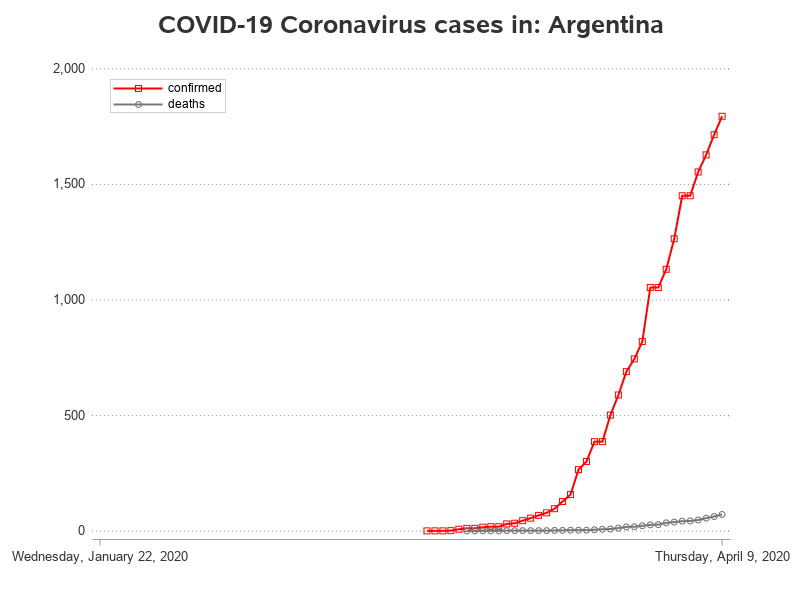 COVID-19 Coronavirus cases in: Argentina
2,000
confirmed
deaths
1,500
1,000
500
0
Wednesday, January 22, 2020
Thursday, April 9, 2020